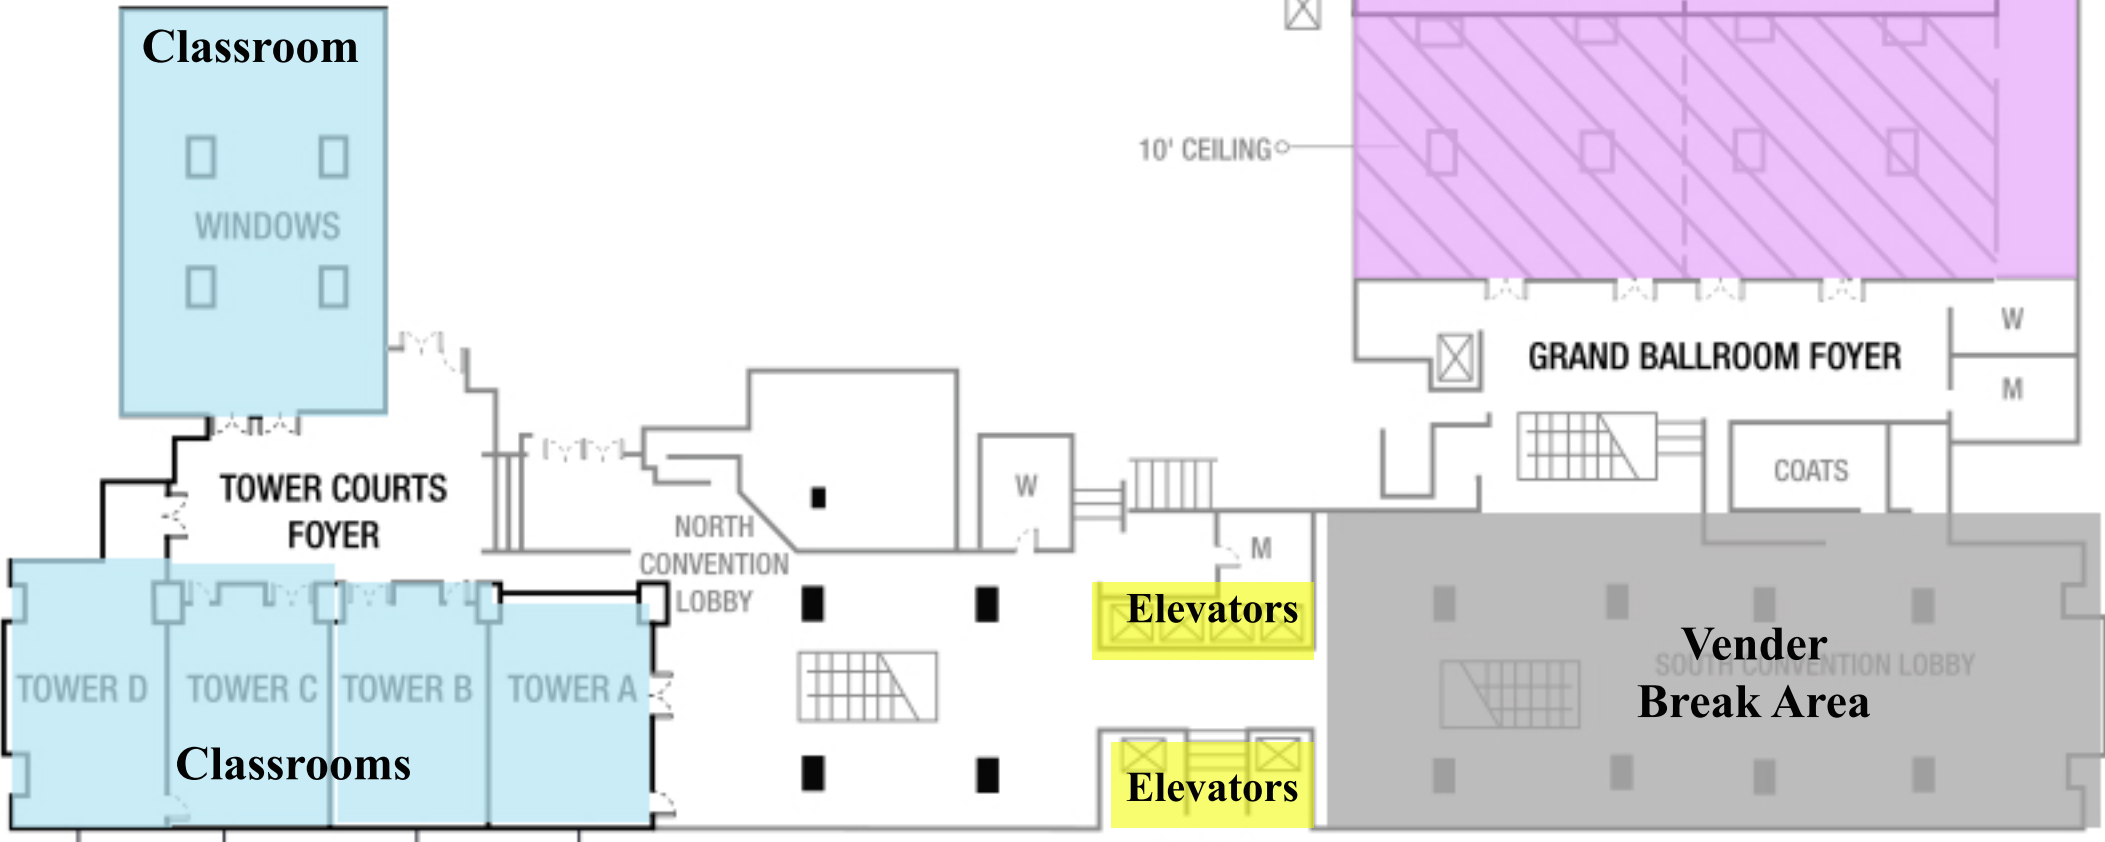 Classroom
WINDOWS
10' CEILING
GRAND BALLROOM FOYER
W
M
COATS
TOWER COURTS
FOYER
NORTH
CONVENTION
LOBBY
W
M
Elevators
TOWER D
TOWER C
TOWER B
TOWER A
Classrooms
Elevators
Vender
SOUTH CONVENTION LOBBY
Break Area